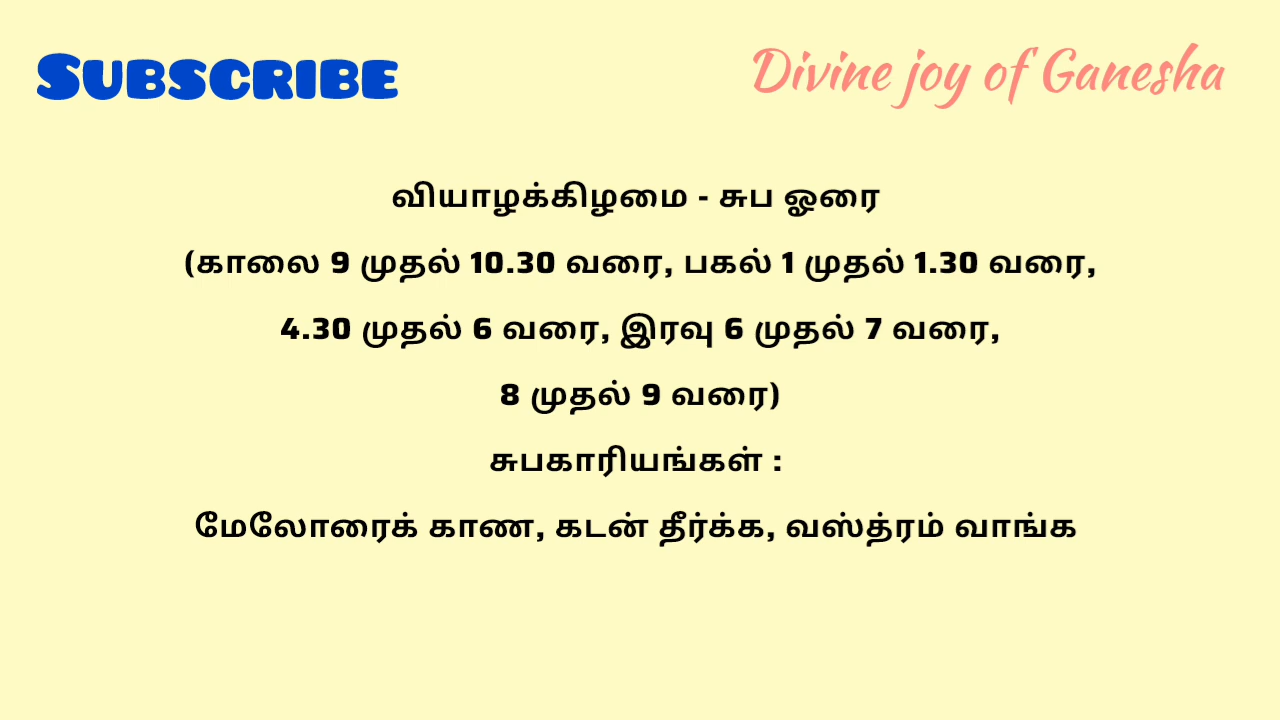 SUBSCRIBE
Divine joy of Ganesha
வியாழக்கிழமை - சுப ஓரை
(காலை 9 முதல் 10.30 வரை, பகல் 1 முதல் 1.30 வரை,
4.30 முதல் 6 வரை, இரவு 6 முதல் 7 வரை,
8 முதல் 9 வரை)
சுபகாரியங்கள் :
மேலோரைக் காண, கடன் தீர்க்க, வஸ்த்ரம் வாங்க